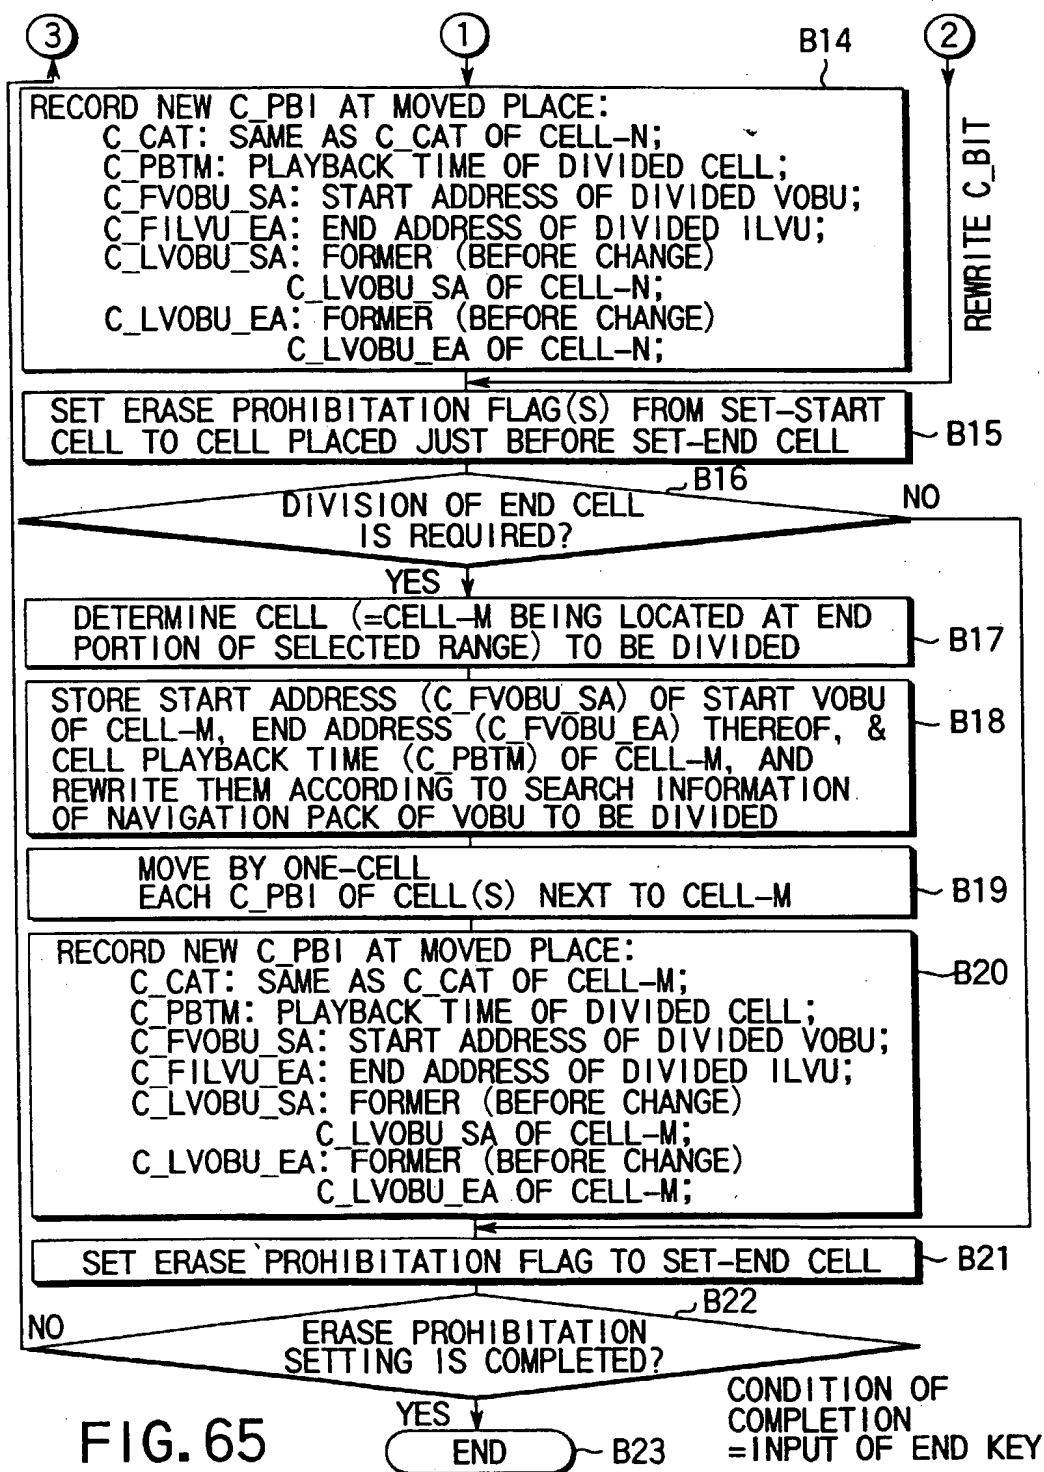 3
1
2
B14
RECORD NEW C_PBI AT MOVED PLACE:
C_CAT: SAME AS C_CAT OF CELL-N;
C_PBTM: PLAYBACK TIME OF DIVIDED CELL;
C_FVOBU_SA: START ADDRESS OF DIVIDED VOBU;
C_FILVU_EA: END ADDRESS OF DIVIDED ILVU;
C_LVOBU_SA: FORMER (BEFORE CHANGE)
C_LVOBU_SA OF CELL-N;
C_LVOBU_EA: FORMER (BEFORE CHANGE)
C_LVOBU_EA OF CELL-N;
REWRITE C_BIT
SET ERASE PROHIBITATION FLAG(S) FROM SET-START
CELL TO CELL PLACED JUST BEFORE SET-END CELL
B15
B16
DIVISION OF END CELL
IS REQUIRED?
NO
YES
DETERMINE CELL (=CELL-M BEING LOCATED AT END
PORTION OF SELECTED RANGE) TO BE DIVIDED
B17
STORE START ADDRESS (C_FVOBU_SA) OF START VOBU
OF CELL-M, END ADDRESS (C_FVOBU_EA) THEREOF, &
CELL PLAYBACK TIME (C_PBTM) OF CELL-M, AND
REWRITE THEM ACCORDING TO SEARCH INFORMATION
OF NAVIGATION PACK OF VOBU TO BE DIVIDED
B18
MOVE BY ONE-CELL
EACH C_PBI OF CELL(S) NEXT TO CELL-M
B19
RECORD NEW C_PBI AT MOVED PLACE:
C_CAT: SAME AS C_CAT OF CELL-M;
C_PBTM: PLAYBACK TIME OF DIVIDED CELL;
C_FVOBU_SA: START ADDRESS OF DIVIDED VOBU;
C_FILVU_EA: END ADDRESS OF DIVIDED ILVU;
C_LVOBU_SA: FORMER (BEFORE CHANGE)
C_LVOBU_SA OF CELL-M;
C_LVOBU_EA: FORMER (BEFORE CHANGE)
C_LVOBU_EA OF CELL-M;
B20
SET ERASE PROHIBITATION FLAG TO SET-END CELL
B21
B22
NO
ERASE PROHIBITATION
SETTING IS COMPLETED?
YES
END
B23
CONDITION OF
COMPLETION
=INPUT OF END KEY
FIG. 65